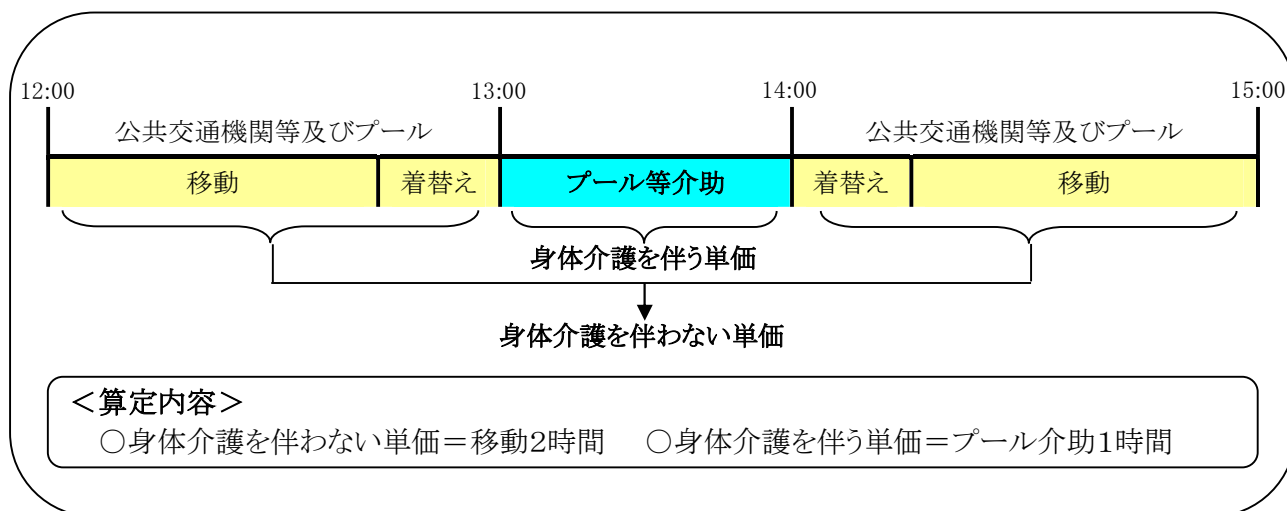 12:00 13:00 14:00 15:00
公共交通機関等及びプール 公共交通機関等及びプール
移動 着替え プール等介助 着替え 移動
身体介護を伴う単価
身体介護を伴わない単価
＜算定内容＞
○身体介護を伴わない単価＝移動2時間 ○身体介護を伴う単価＝プール介助1時間